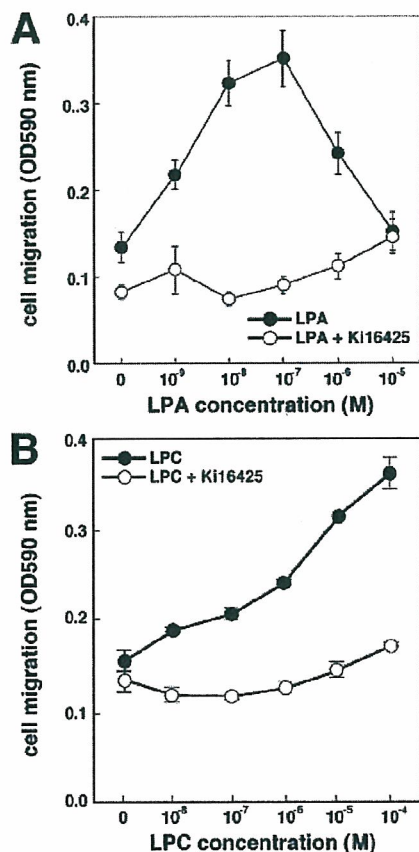 A
0.4
0.3
0.2
0.1
0.0
cell migration (OD590 nm)
LPA
LPA + Ki16425
0 10⁻⁹ 10⁻⁸ 10⁻⁷ 10⁻⁶ 10⁻⁵
LPA concentration (M)
B
0.4
0.3
0.2
0.1
0.0
cell migration (OD590 nm)
LPC
LPC + Ki16425
0 10⁻⁸ 10⁻⁷ 10⁻⁶ 10⁻⁵ 10⁻⁴
LPC concentration (M)